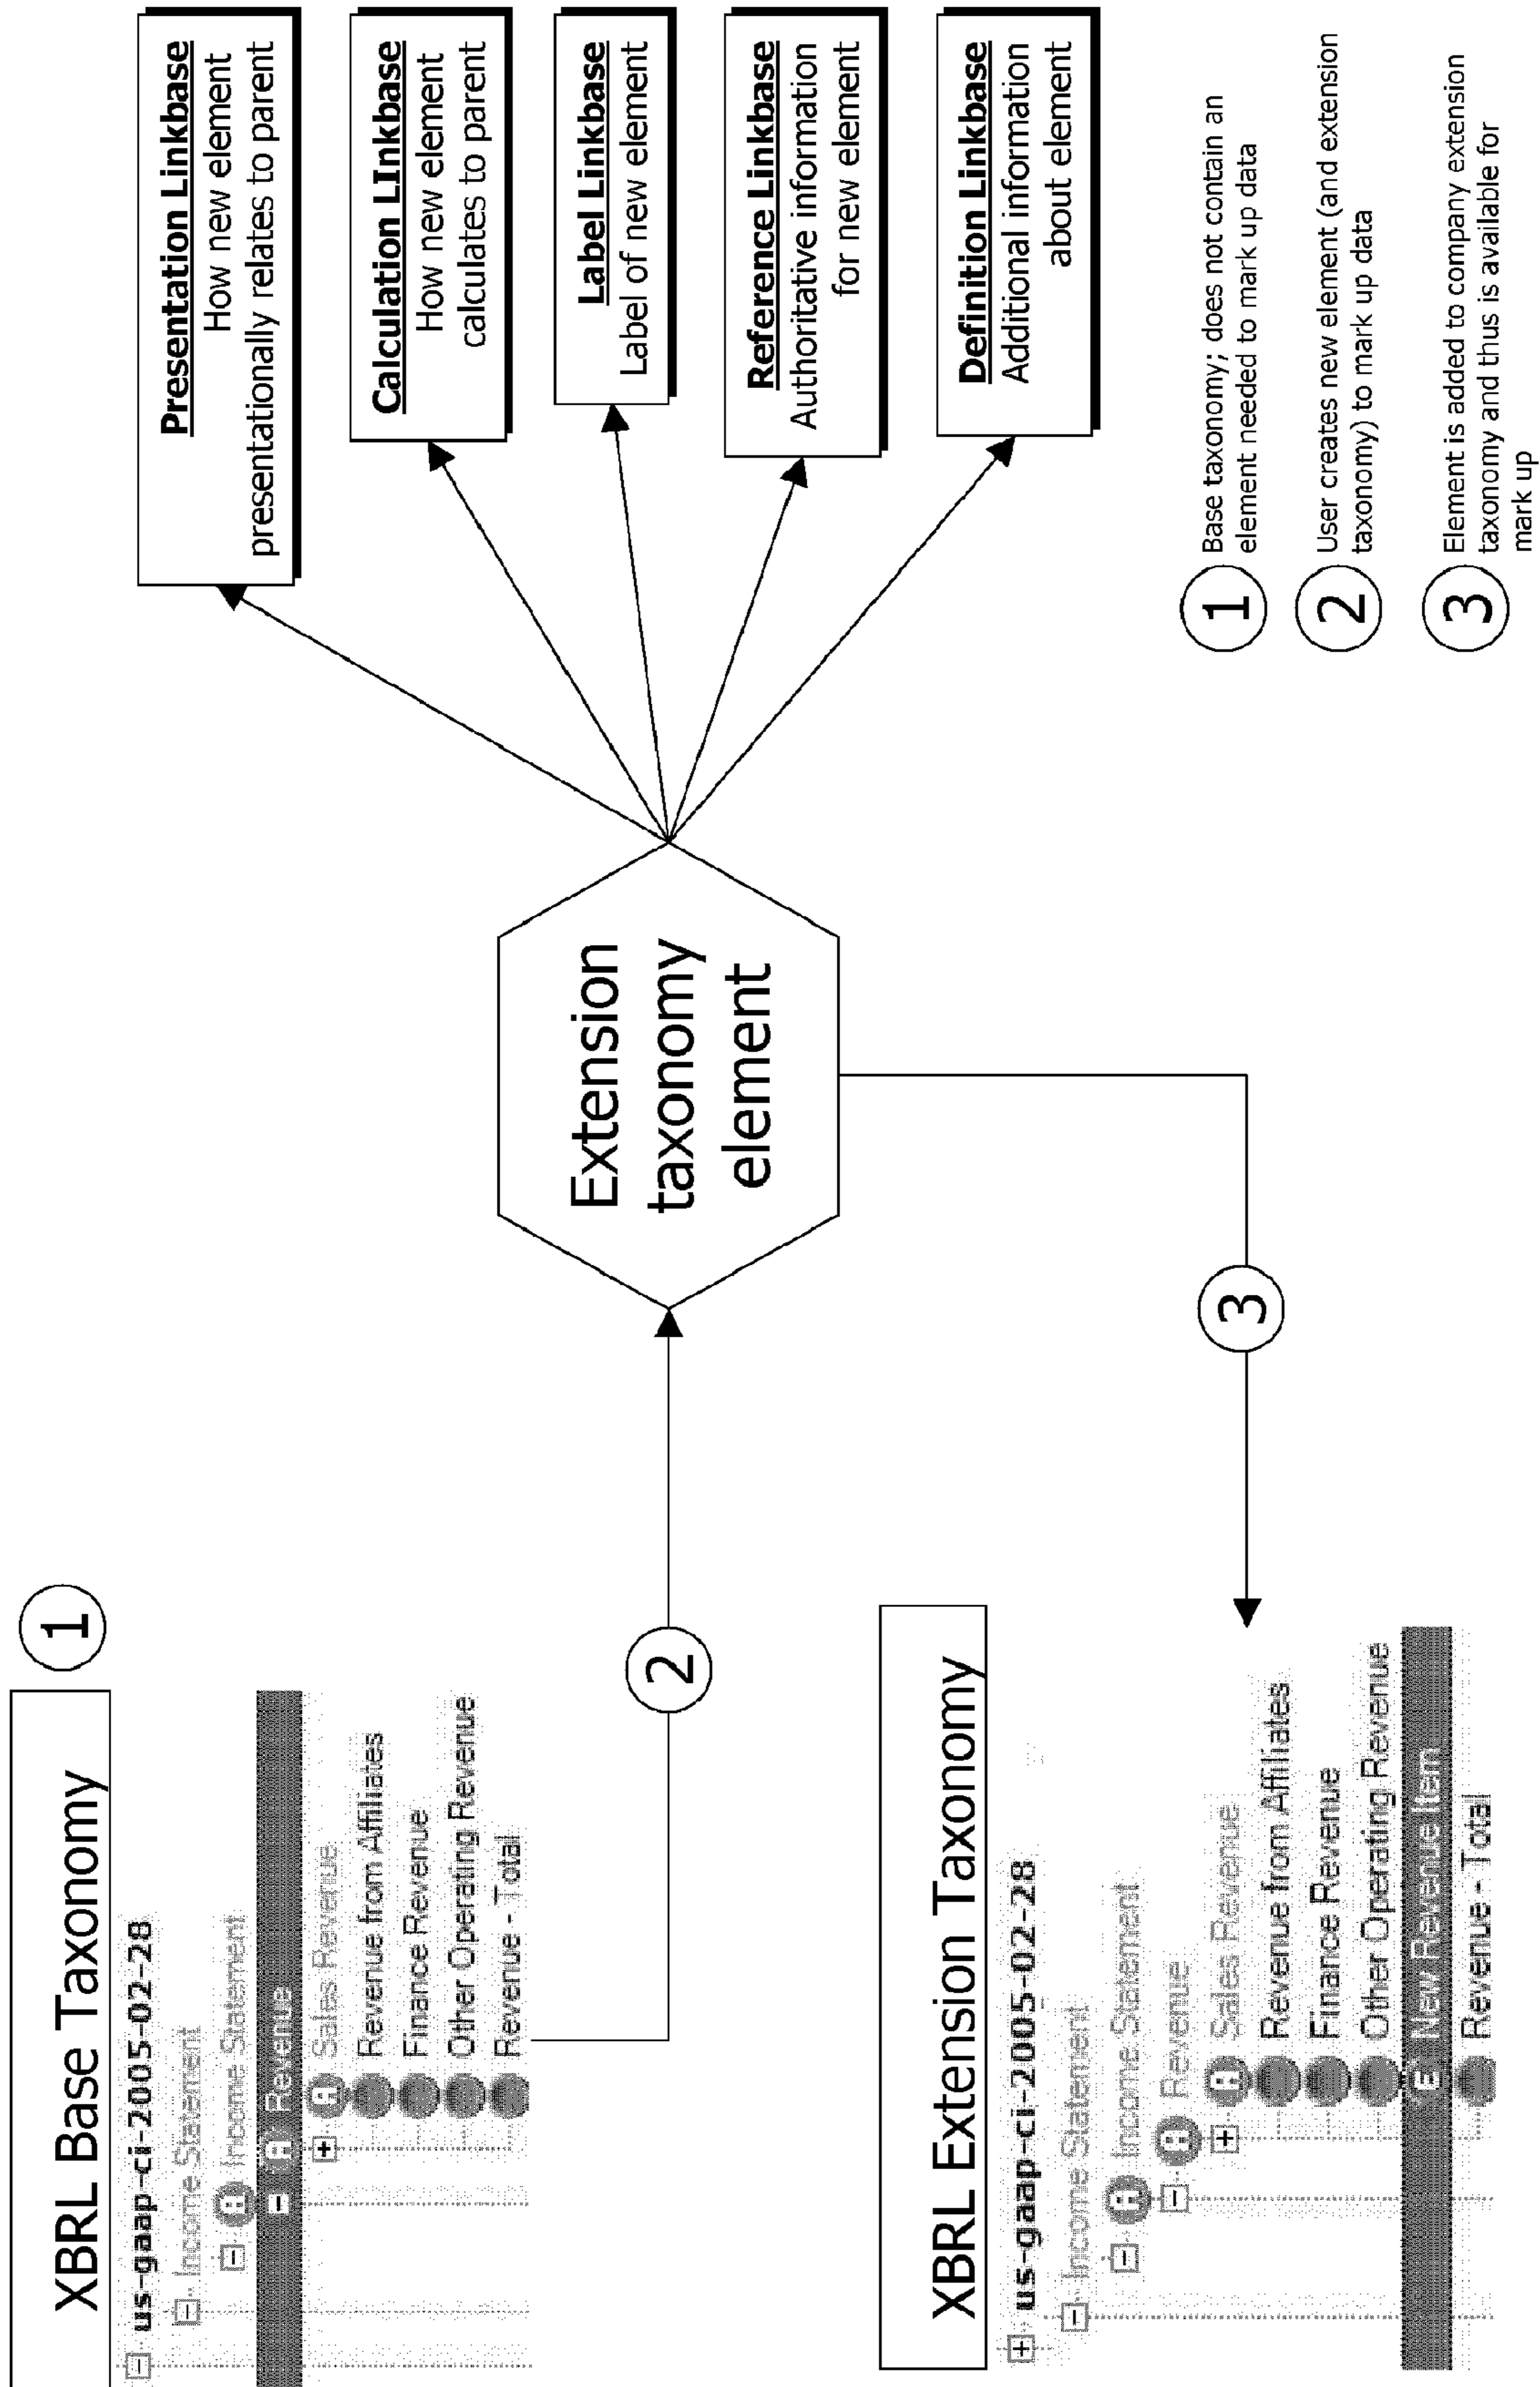 XBRL Base Taxonomy
1
us-gaap-ci-2005-02-28
Income Statement
A Income Statement
A Revenue
A Sales Revenue
Revenue from Affiliates
Finance Revenue
Other Operating Revenue
Revenue - Total
2
Extension
taxonomy
element
Presentation Linkbase
How new element
presentationally relates to parent
Calculation LInkbase
How new element
calculates to parent
Label Linkbase
Label of new element
Reference Linkbase
Authoritative information
for new element
Definition Linkbase
Additional information
about element
XBRL Extension Taxonomy
us-gaap-ci-2005-02-28
Income Statement
A Income Statement
A Revenue
A Sales Revenue
Revenue from Affiliates
Finance Revenue
Other Operating Revenue
E New Revenue Item
Revenue - Total
3
1 Base taxonomy; does not contain an
element needed to mark up data
2 User creates new element (and extension
taxonomy) to mark up data
3 Element is added to company extension
taxonomy and thus is available for
mark up